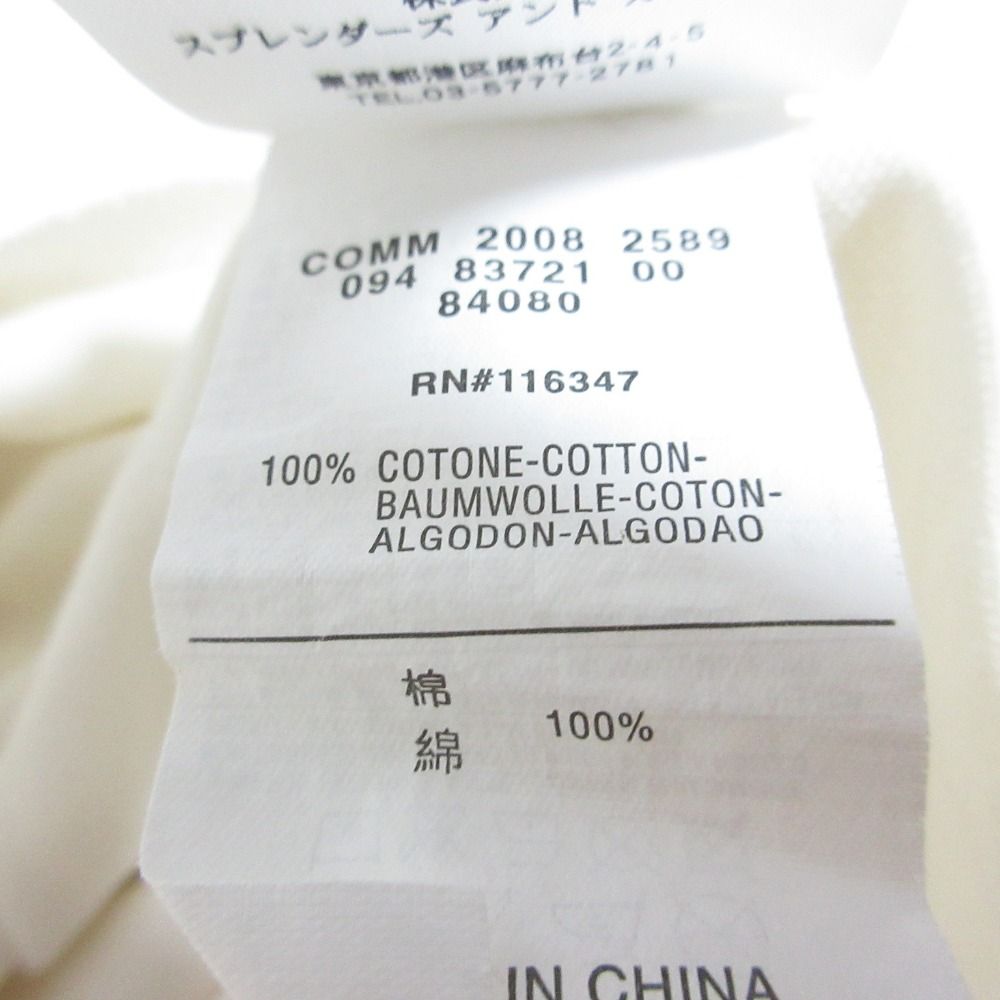 株式
スプレンダーズ アンド
東京都港区麻布台2-4-5
TEL.03-5777-2781
COMM 2008 2589
094 83721 00
84080
RN#116347
100% COTONE-COTTON-
BAUMWOLLE-COTON-
ALGODON-ALGODAO
棉
綿 100%
IN CHINA